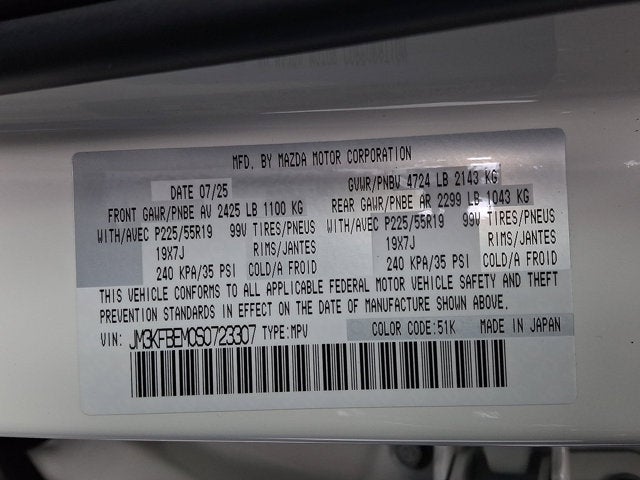 MFD. BY MAZDA MOTOR CORPORATION
DATE 07/25 GVWR/PNBV 4724 LB 2143 KG
FRONT GAWR/PNBE AV 2425 LB 1100 KG REAR GAWR/PNBE AR 2299 LB 1043 KG
WITH/AVEC P225/55R19 99V TIRES/PNEUS WITH/AVEC P225/55R19 99V TIRES/PNEUS
19X7J RIMS/JANTES 19X7J RIMS/JANTES
240 KPA/35 PSI COLD/A FROID 240 KPA/35 PSI COLD/A FROID
THIS VEHICLE CONFORMS TO ALL APPLICABLE FEDERAL MOTOR VEHICLE SAFETY AND THEFT
PREVENTION STANDARDS IN EFFECT ON THE DATE OF MANUFACTURE SHOWN ABOVE.
VIN: JM3KFBEM0S0723307 TYPE:MPV COLOR CODE:51K MADE IN JAPAN